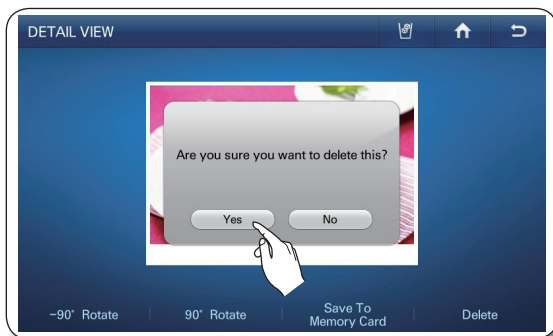 DETAIL VIEW
Are you sure you want to delete this?
Yes
No
−90˚ Rotate
90˚ Rotate
Save To
Memory Card
Delete